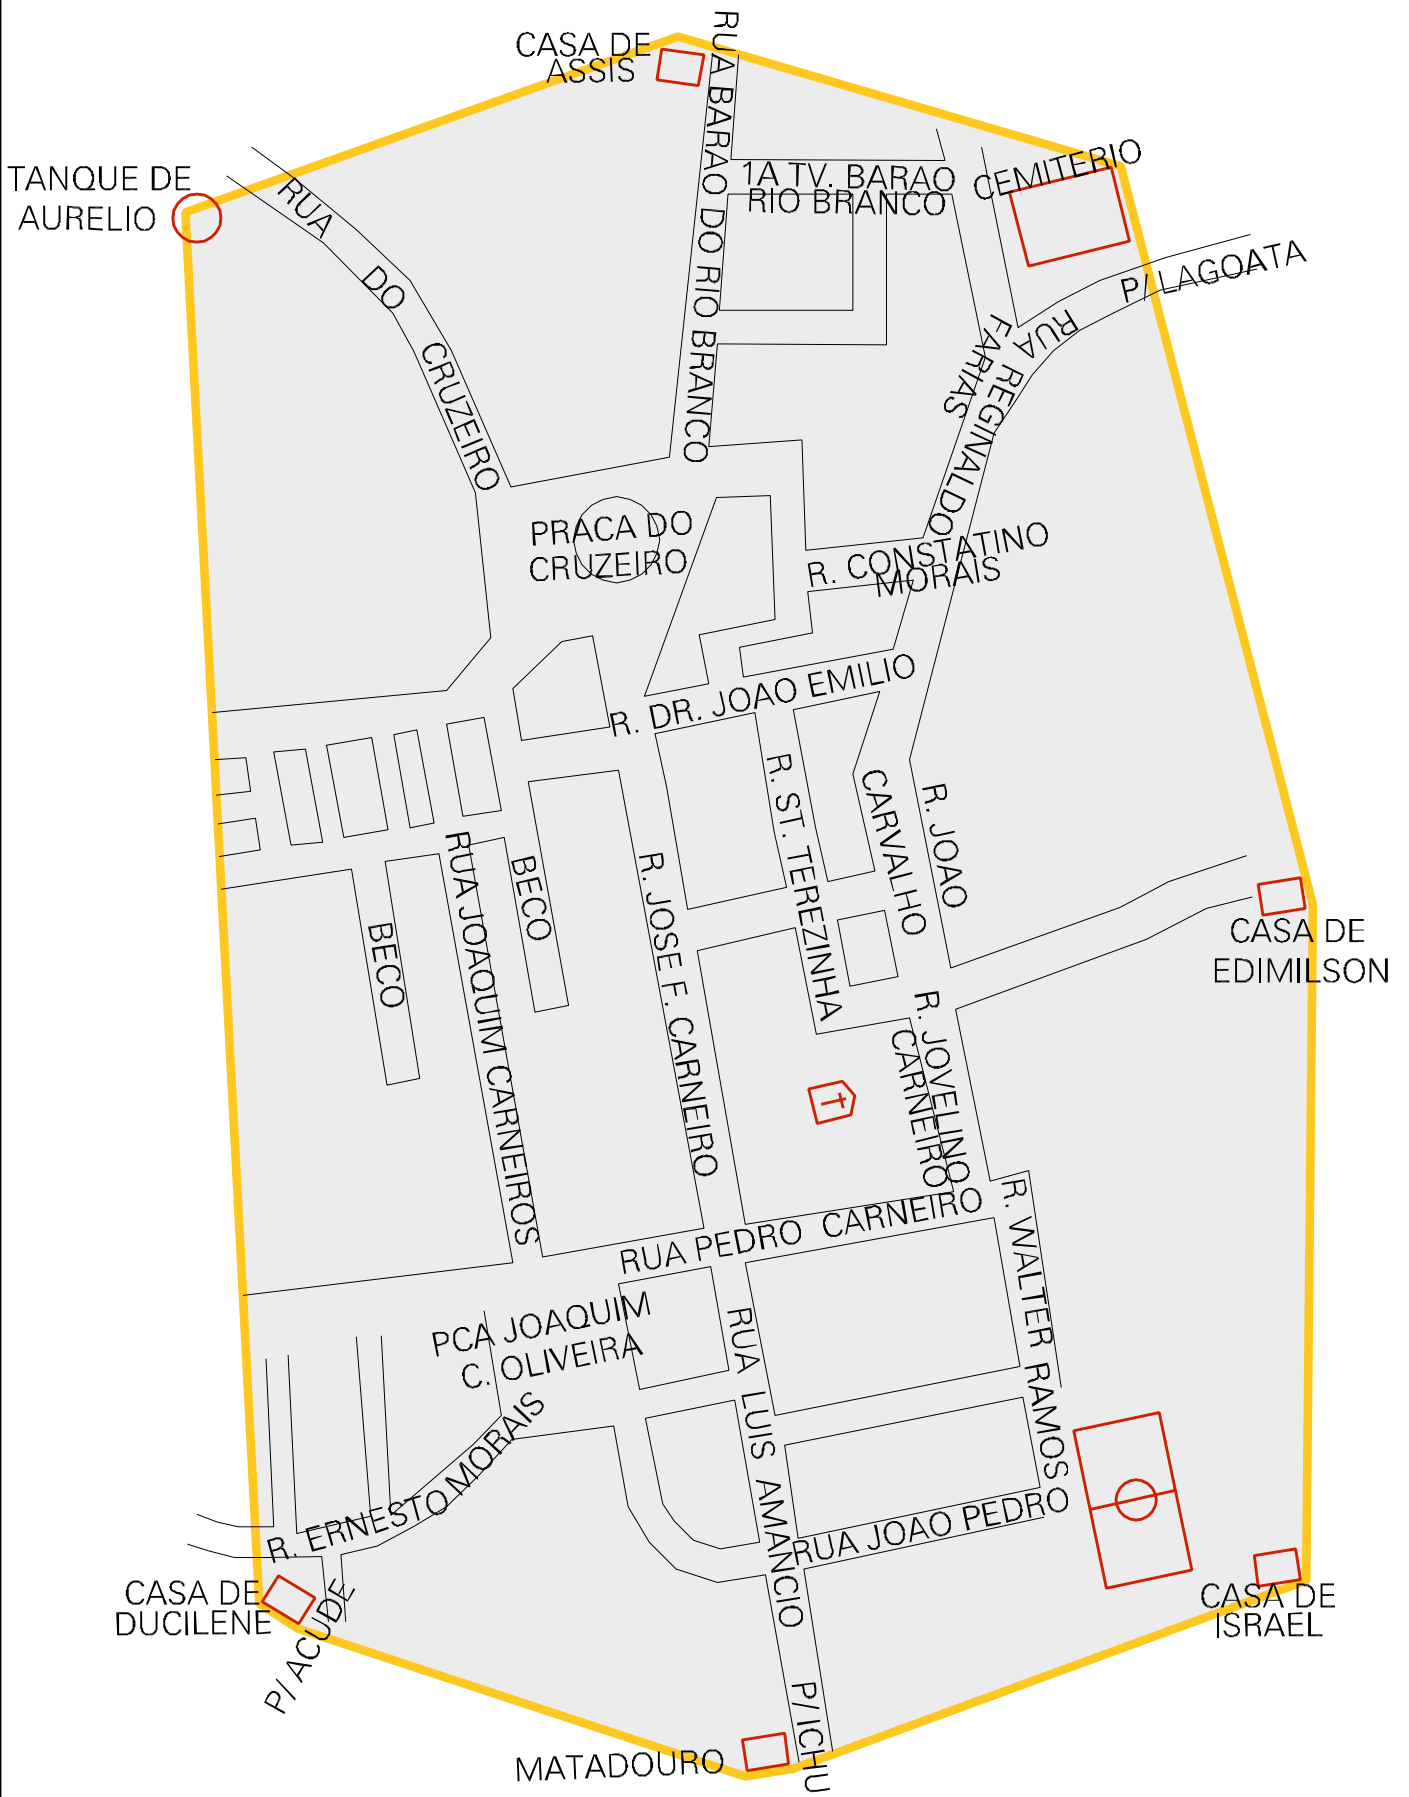 CASA DE
ASSIS
RUA BARAO DO RIO BRANCO
TANQUE DE
AURELIO
RUA DO CRUZEIRO
1A TV. BARAO
RIO BRANCO
CEMITERIO
P/ LAGOATA
RUA REGINALDO
FARIAS
PRACA DO
CRUZEIRO
R. CONSTATINO
MORAIS
R. DR. JOAO EMILIO
R. ST. TEREZINHA
R. JOAO
CARVALHO
RUA JOAQUIM CARNEIROS
BECO
BECO
R. JOSE F. CARNEIRO
CASA DE
EDIMILSON
R. JOVELINO
CARNEIRO
RUA PEDRO CARNEIRO
R. WALTER RAMOS
PCA JOAQUIM
C. OLIVEIRA
RUA LUIS AMANCIO
R. ERNESTO MORAIS
RUA JOAO PEDRO
CASA DE
DUCILENE
P/ ACUDE
CASA DE
ISRAEL
MATADOURO
P/ ICHU